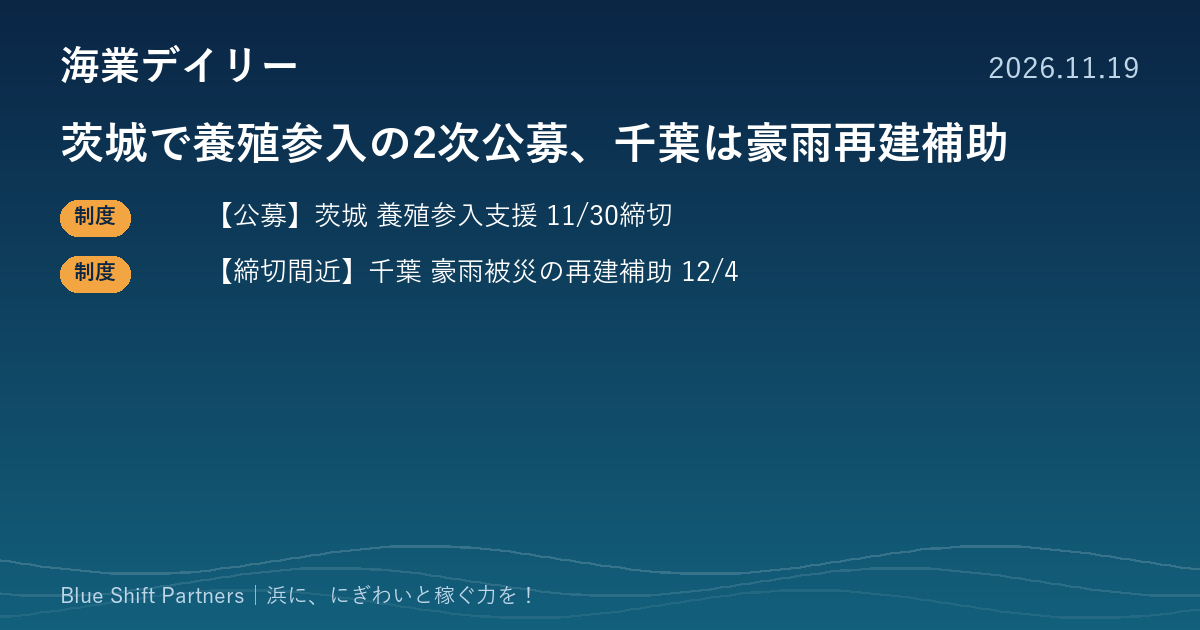 海業デイリー
2026.11.19
茨城で養殖参入の2次公募、千葉は豪雨再建補助
制度 【公募】茨城 養殖参入支援 11/30締切
制度 【締切間近】千葉 豪雨被災の再建補助 12/4
Blue Shift Partners｜浜に、にぎわいと稼ぐ力を！